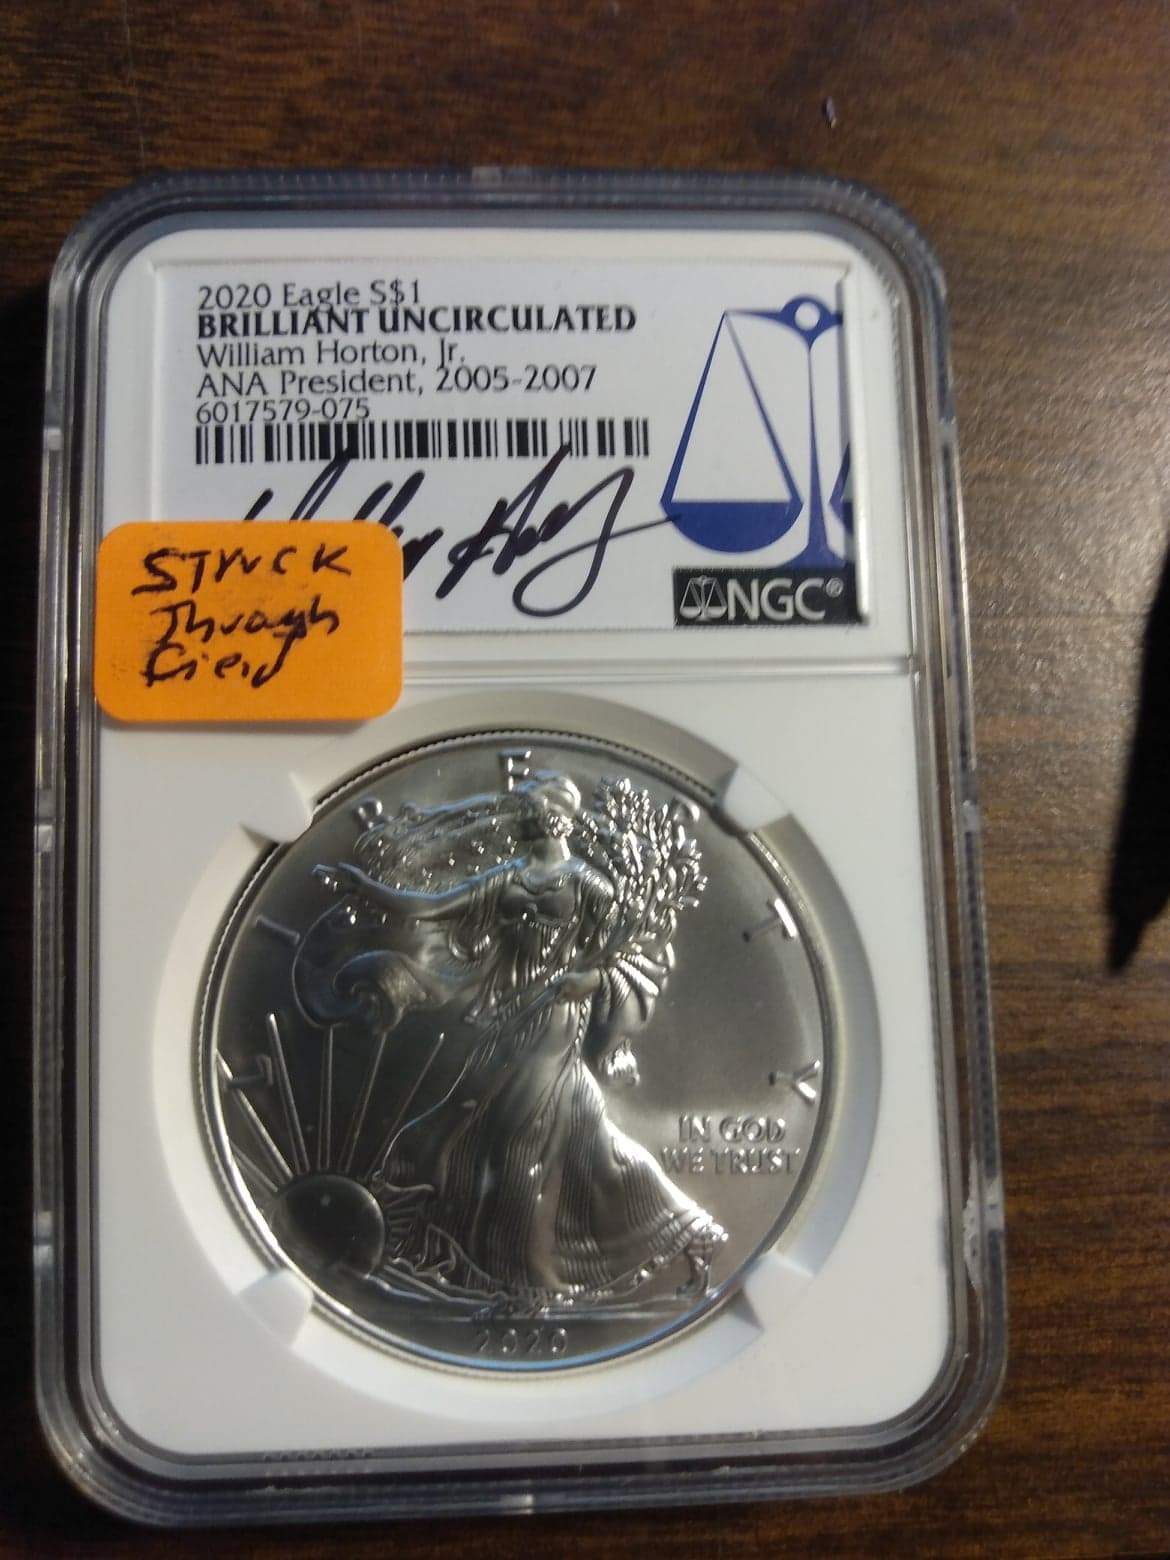 2020 Eagle S$1
BRILLIANT UNCIRCULATED
William Horton, Jr.
ANA President, 2005-2007
6017579-075
NGC®
STRUCK
Through
Field
LIBERTY
IN GOD
WE TRUST
2020